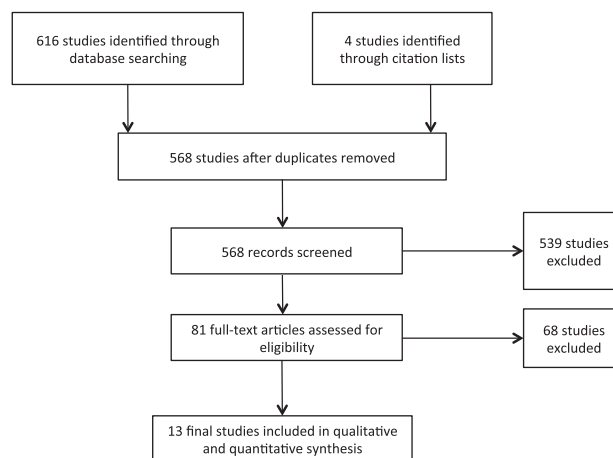 616 studies identified through
database searching
4 studies identified
through citation lists
568 studies after duplicates removed
568 records screened
539 studies
excluded
81 full-text articles assessed for
eligibility
68 studies
excluded
13 final studies included in qualitative
and quantitative synthesis